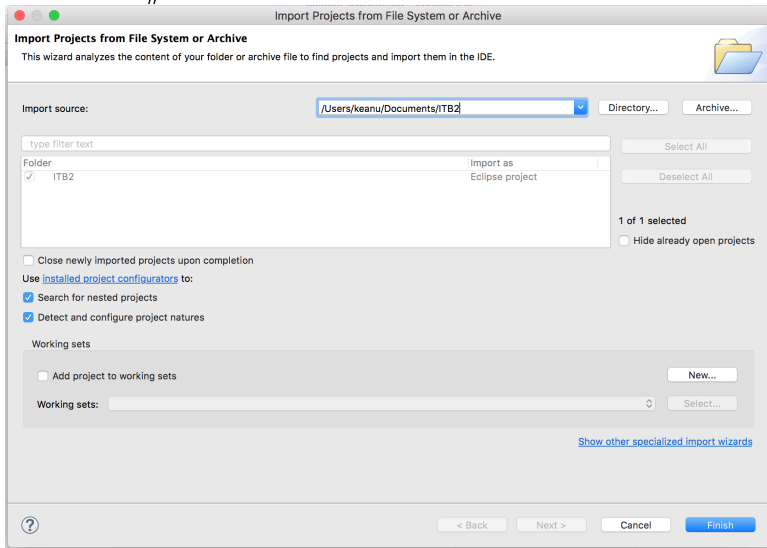 Import Projects from File System or Archive
Import Projects from File System or Archive
This wizard analyzes the content of your folder or archive file to find projects and import them in the IDE.
Import source: /Users/keanu/Documents/ITB2 Directory... Archive...
type filter text Select All
Folder Import as
ITB2 Eclipse project Deselect All
1 of 1 selected
Hide already open projects
Close newly imported projects upon completion
Use installed project configurators to:
Search for nested projects
Detect and configure project natures
Working sets
Add project to working sets New...
Working sets: Select...
Show other specialized import wizards
? < Back Next > Cancel Finish